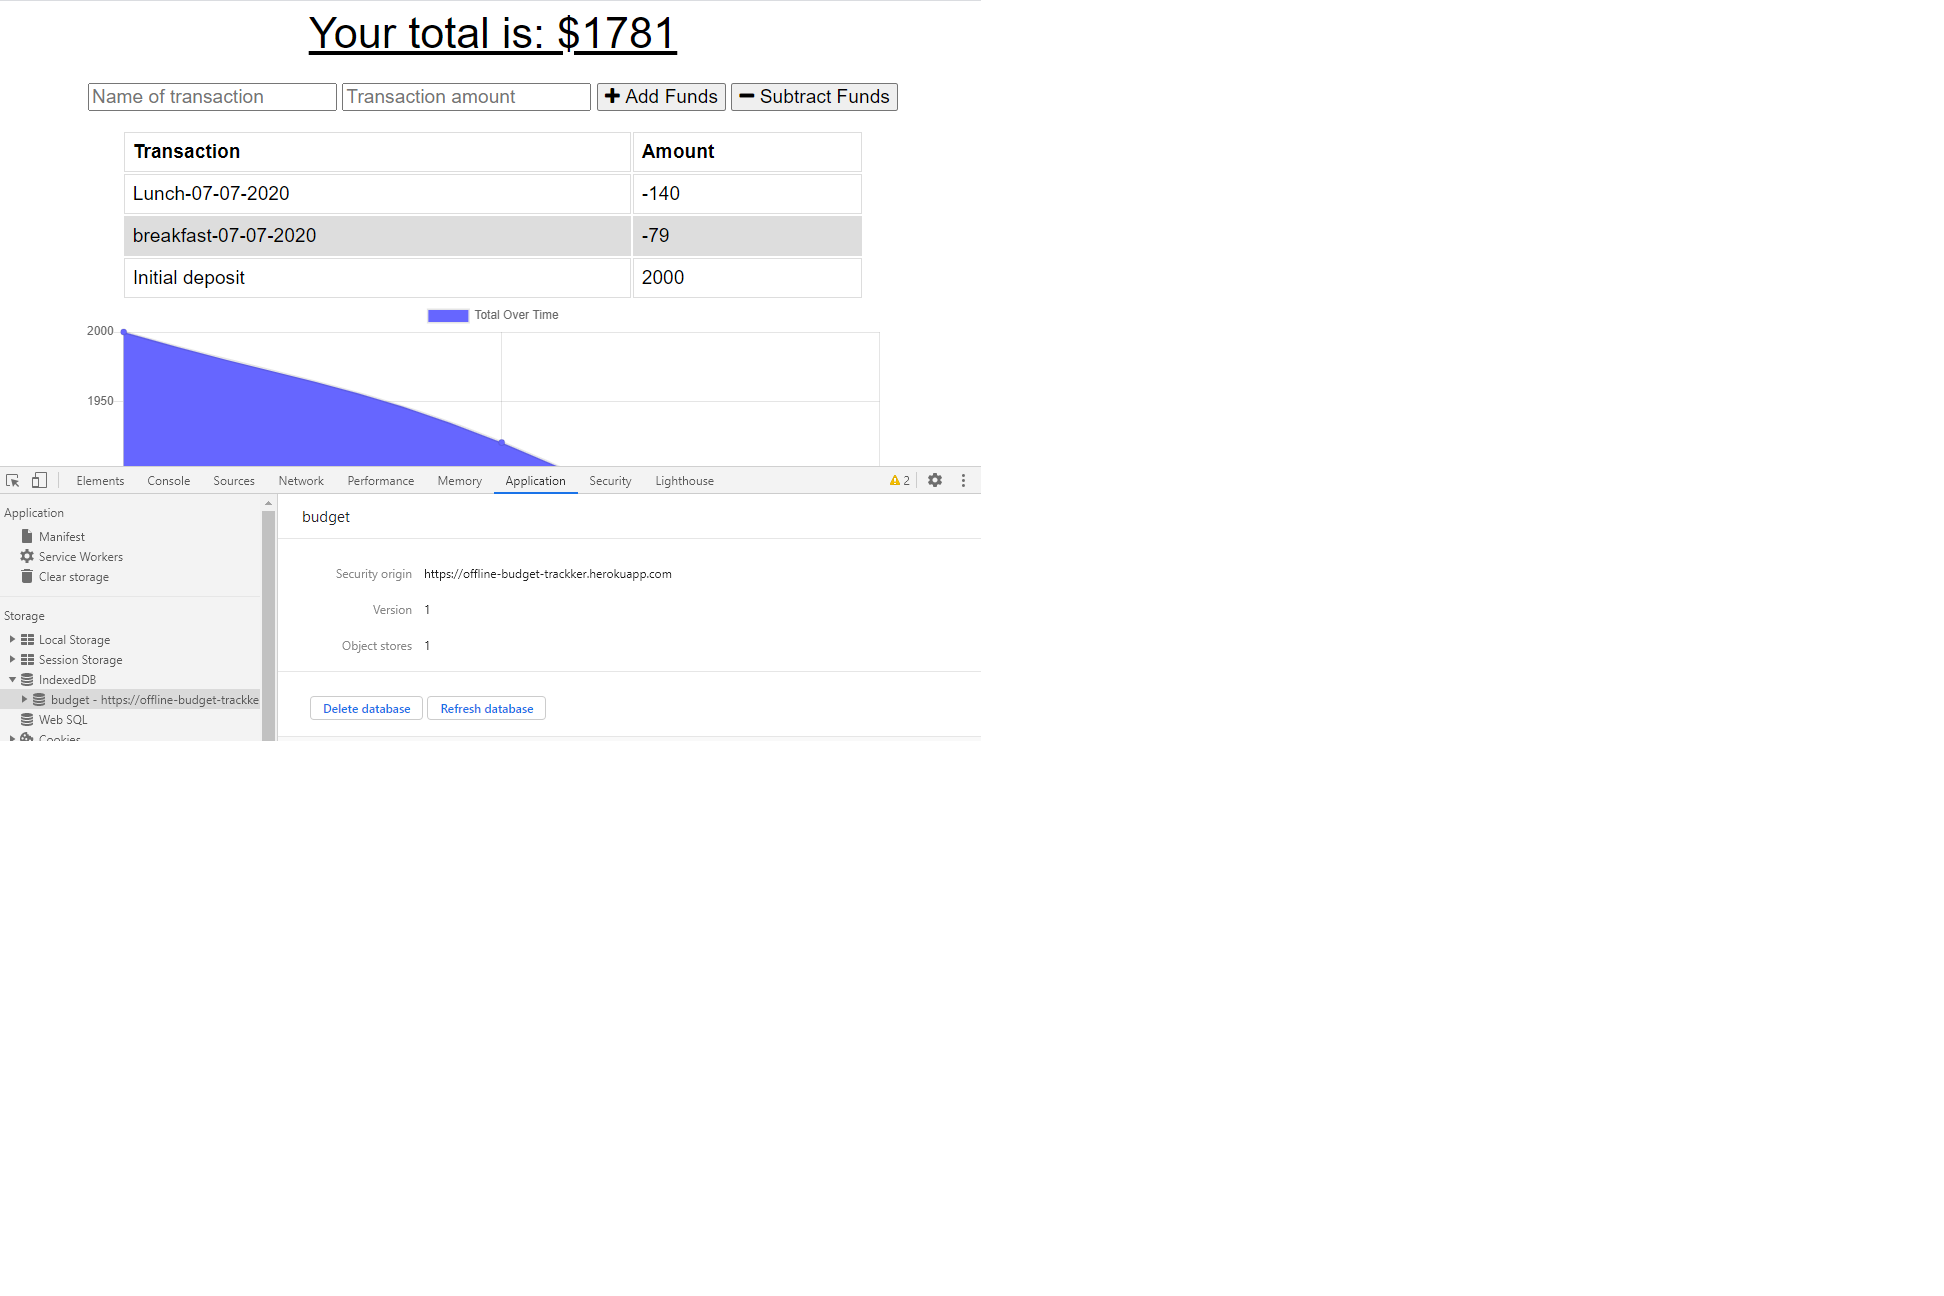 Your total is: $1781
Name of transaction Transaction amount Add Funds Subtract Funds
Transaction Amount
Lunch-07-07-2020 -140
breakfast-07-07-2020 -79
Initial deposit 2000
Total Over Time
2000
1950
Elements Console Sources Network Performance Memory Application Security Lighthouse 2
Application
Manifest
Service Workers
Clear storage
Storage
Local Storage
Session Storage
IndexedDB
budget - https://offline-budget-trackke
Web SQL
Cookies
budget
Security origin https://offline-budget-trackker.herokuapp.com
Version 1
Object stores 1
Delete database Refresh database